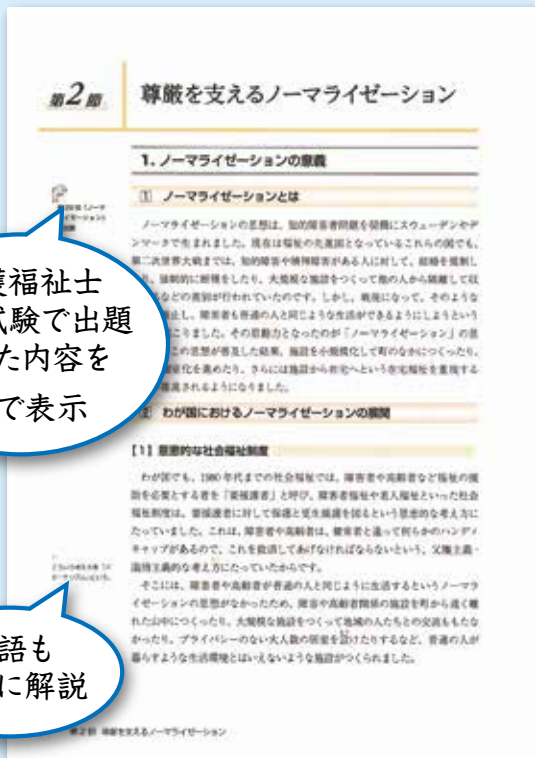 第2節
尊厳を支えるノーマライゼーション
1. ノーマライゼーションの意義
① ノーマライゼーションとは
ノーマライゼーションの思想は、知的障害者問題を契機にスウェーデンやデ
ンマークで生まれました。現在は福祉の先進国となっているこれらの国でも、
第二次世界大戦までは、知的障害や精神障害がある人に対して、結婚を規制し
強制的に断種をしたり、大規模な施設をつくって他の人から隔離して収
などの差別が行われていたのです。しかし、戦後になって、そのような
止し、障害者も普通の人と同じような生活ができるようにしようという
こりました。その原動力となったのが「ノーマライゼーション」の思
この思想が普及した結果、施設を小規模化して町のなかにつくったり、
化を進めたり、さらには施設から在宅へという在宅福祉を重視する
推進されるようになりました。
護福祉士
試験で出題
た内容を
で表示
2 わが国におけるノーマライゼーションの展開
【1】恩恵的な社会福祉制度
わが国でも、1980年代までの社会福祉では、障害者や高齢者など福祉の援
助を必要とする者を「要援護者」と呼び、障害者福祉や老人福祉といった社会
福祉制度は、要援護者に対して保護と更生援護を図るという恩恵的な考え方に
たっていました。これは、障害者や高齢者は、健常者と違って何らかのハンディ
キャップがあるので、これを救済してあげなければならないという、父権主義・
温情主義的な考え方にたっていたからです。
そこには、障害者や高齢者が普通の人と同じように生活するというノーマラ
イゼーションの思想がなかったため、障害や高齢者関係の施設を町から遠く離
れた山中につくったり、大規模な施設をつくって地域の人たちとの交流ももたな
かったり、プライバシーのない大人数の居室を設けたりするなど、普通の人が
暮らすような生活環境とはいえないような施設がつくられました。
語も
に解説
第2節 尊厳を支えるノーマライゼーション